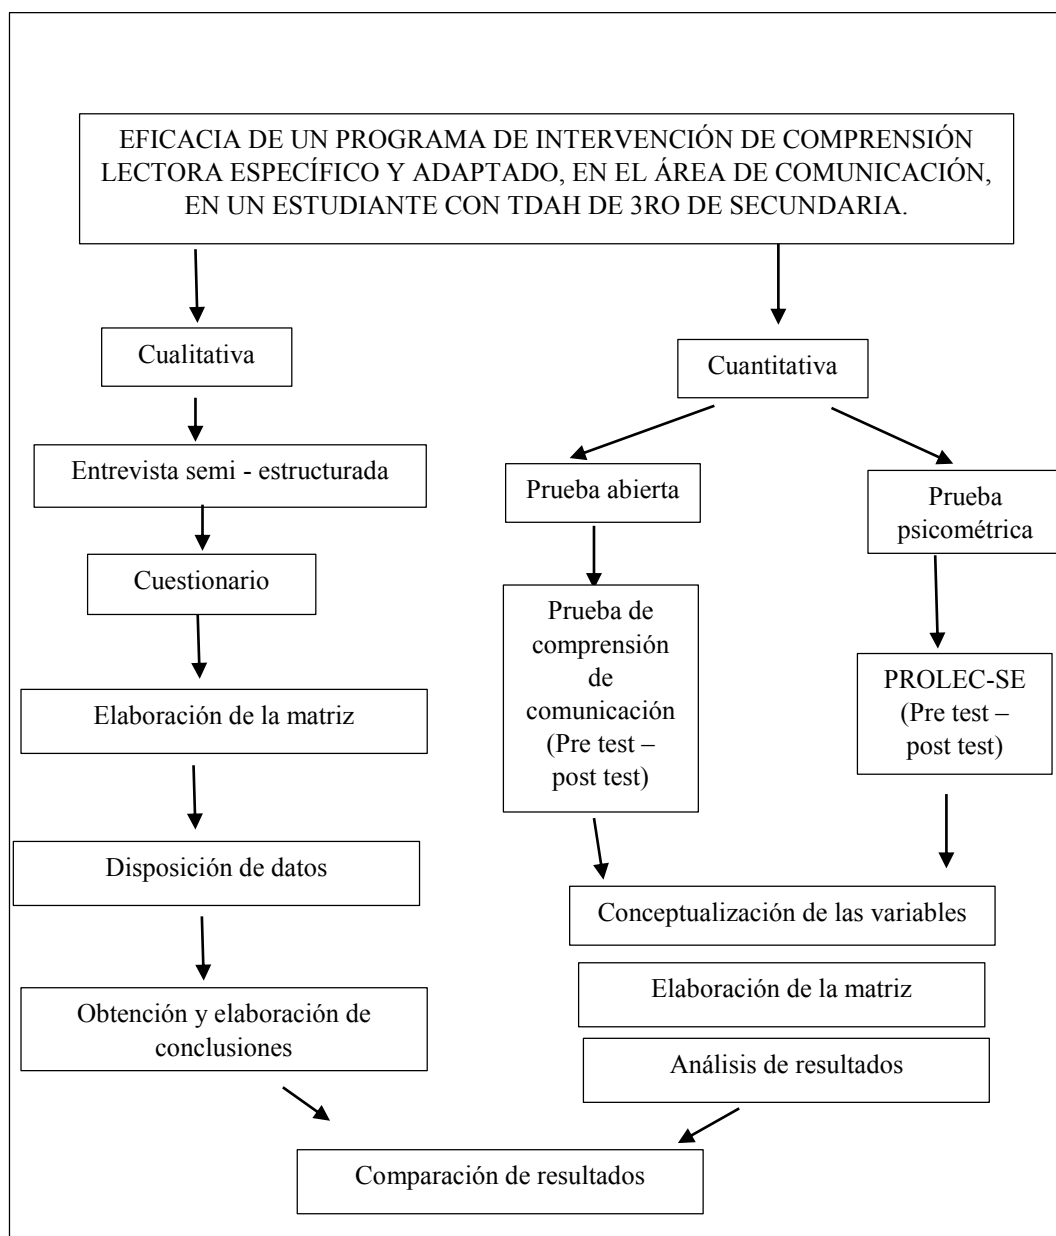 EFICACIA DE UN PROGRAMA DE INTERVENCIÓN DE COMPRENSIÓN
LECTORA ESPECÍFICO Y ADAPTADO, EN EL ÁREA DE COMUNICACIÓN,
EN UN ESTUDIANTE CON TDAH DE 3RO DE SECUNDARIA.
Cualitativa
Entrevista semi - estructurada
Cuestionario
Elaboración de la matriz
Disposición de datos
Obtención y elaboración de
conclusiones
Cuantitativa
Prueba abierta
Prueba de
comprensión
de
comunicación
(Pre test –
post test)
Prueba
psicométrica
PROLEC-SE
(Pre test –
post test)
Conceptualización de las variables
Elaboración de la matriz
Análisis de resultados
Comparación de resultados